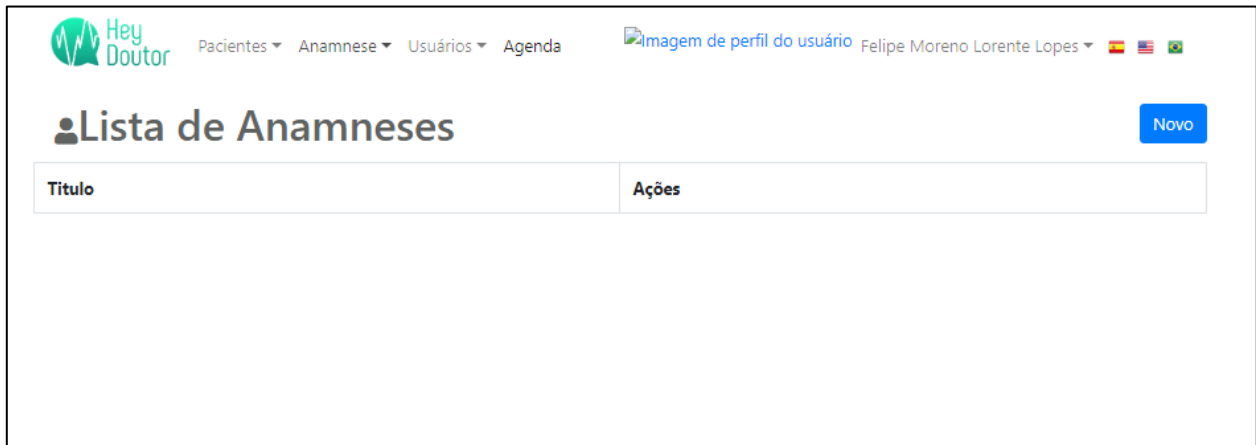 Hey
Doutor
Pacientes Anamnese Usuários Agenda Imagem de perfil do usuário Felipe Moreno Lorente Lopes
Lista de Anamneses
Novo
Titulo Ações